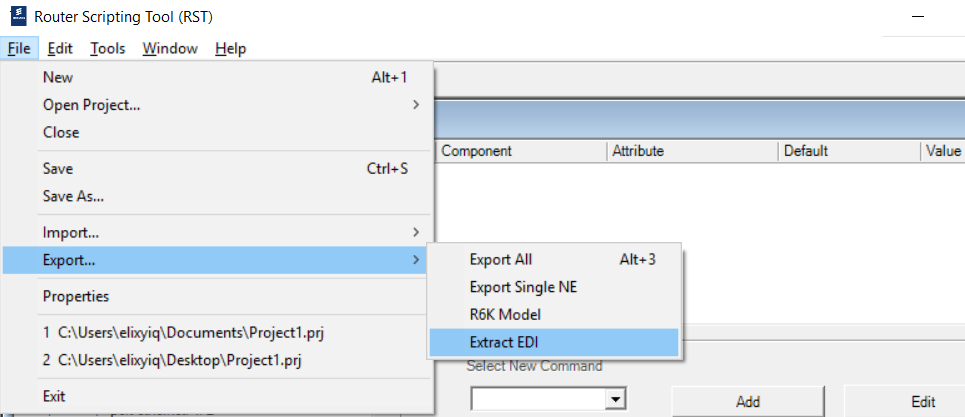 Router Scripting Tool (RST)
File Edit Tools Window Help
New Alt+1
Open Project...
Close
Save Ctrl+S
Save As...
Import...
Export...
Properties
1 C:\Users\elixyiq\Documents\Project1.prj
2 C:\Users\elixyiq\Desktop\Project1.prj
Exit
Export All Alt+3
Export Single NE
R6K Model
Extract EDI
Component Attribute Default Value
Select New Command
Add Edit